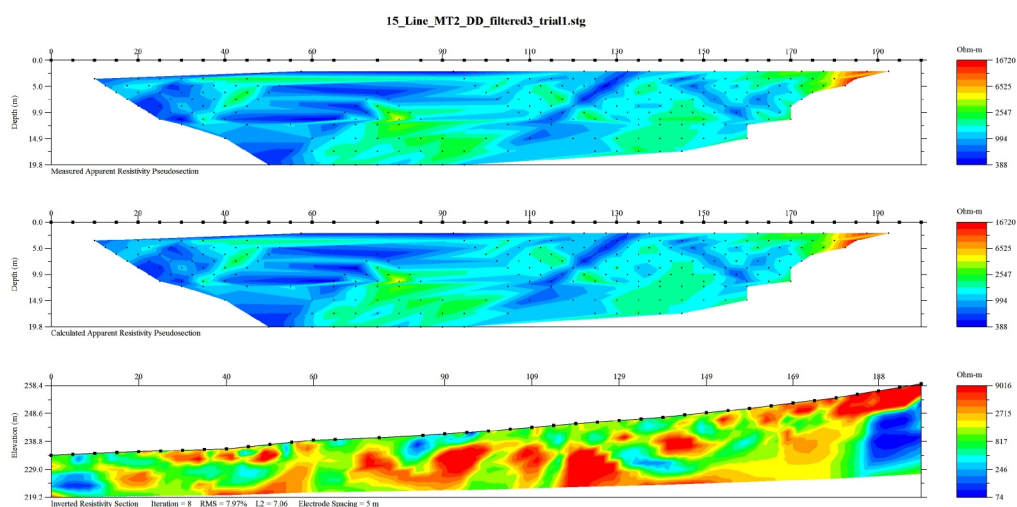 15_Line_MT2_DD_filtered3_trial1.stg
0 20 40 60 90 110 130 150 170 190 Ohm-m
0.0 16720
5.0 6525
Depth (m) 9.9 2547
14.9 994
19.8 388
Measured Apparent Resistivity Pseudosection
0 20 40 60 90 110 130 150 170 190 Ohm-m
0.0 16720
5.0 6525
Depth (m) 9.9 2547
14.9 994
19.8 388
Calculated Apparent Resistivity Pseudosection
0 20 40 60 90 109 129 149 169 188 Ohm-m
258.4 9016
248.6 2715
Elevation (m) 238.8 817
229.0 246
219.2 74
Inverted Resistivity Section Iteration = 8 RMS = 7.97% L2 = 7.06 Electrode Spacing = 5 m